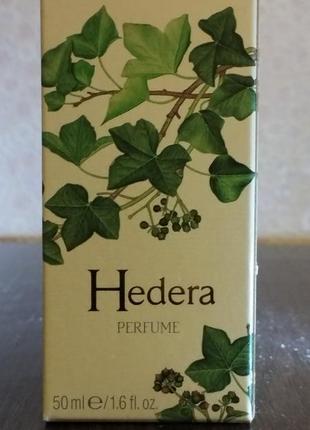 Hedera
PERFUME
50 ml ℮/1.6 fl. oz.